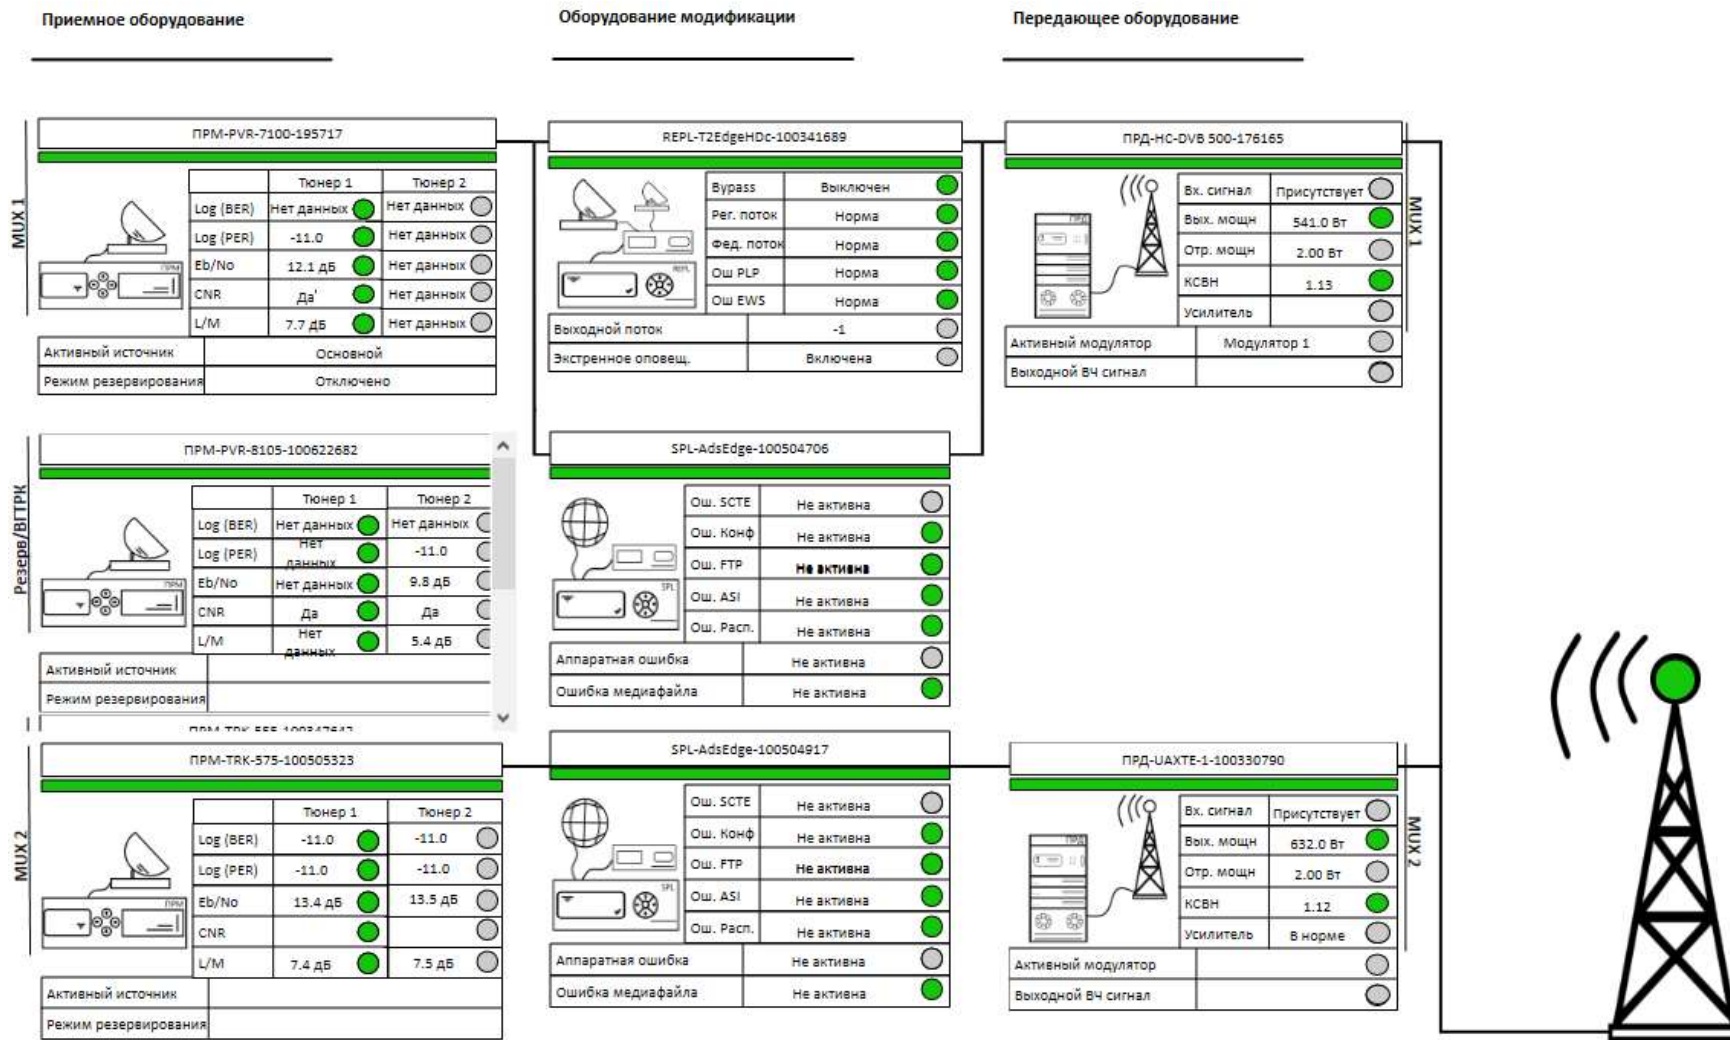 Приемное оборудование
Оборудование модификации
Передающее оборудование
MUX 1
ПРМ-PVR-7100-195717
Тюнер 1 Тюнер 2
Log (BER) Нет данных Нет данных
Log (PER) -11.0 Нет данных
Eb/No 12.1 дБ Нет данных
CNR Да' Нет данных
L/M 7.7 дБ Нет данных
ПРМ
Активный источник Основной
Режим резервирования Отключено
REPL-T2EdgeHDc-100341689
Bypass Выключен
Рег. поток Норма
Фед. поток Норма
Ош PLP Норма
Ош EWS Норма
REPL
Выходной поток -1
Экстренное оповещ. Включена
ПРД-НС-DVB 500-176165
Вх. сигнал Присутствует
Вых. мощн 541.0 Вт
Отр. мощн 2.00 Вт
КСВН 1.13
Усилитель
ПРД
Активный модулятор Модулятор 1
Выходной ВЧ сигнал
MUX 1
Резерв/ВГТРК
ПРМ-PVR-8105-100622682
Тюнер 1 Тюнер 2
Log (BER) Нет данных Нет данных
Log (PER) Нет данных -11.0
Eb/No Нет данных 9.8 дБ
CNR Да Да
L/M Нет данных 5.4 дБ
ПРМ
Активный источник
Режим резервирования
ПРМ-TRK-555-100347642
SPL-AdsEdge-100504706
Ош. SCTE Не активна
Ош. Конф Не активна
Ош. FTP Не активна
Ош. ASI Не активна
Ош. Расп. Не активна
SPL
Аппаратная ошибка Не активна
Ошибка медиафайла Не активна
MUX 2
ПРМ-TRK-575-100505323
Тюнер 1 Тюнер 2
Log (BER) -11.0 -11.0
Log (PER) -11.0 -11.0
Eb/No 13.4 дБ 13.5 дБ
CNR
L/M 7.4 дБ 7.5 дБ
ПРМ
Активный источник
Режим резервирования
SPL-AdsEdge-100504917
Ош. SCTE Не активна
Ош. Конф Не активна
Ош. FTP Не активна
Ош. ASI Не активна
Ош. Расп. Не активна
SPL
Аппаратная ошибка Не активна
Ошибка медиафайла Не активна
ПРД-UAXTE-1-100330790
Вх. сигнал Присутствует
Вых. мощн 632.0 Вт
Отр. мощн 2.00 Вт
КСВН 1.12
Усилитель В норме
ПРД
Активный модулятор
Выходной ВЧ сигнал
MUX 2